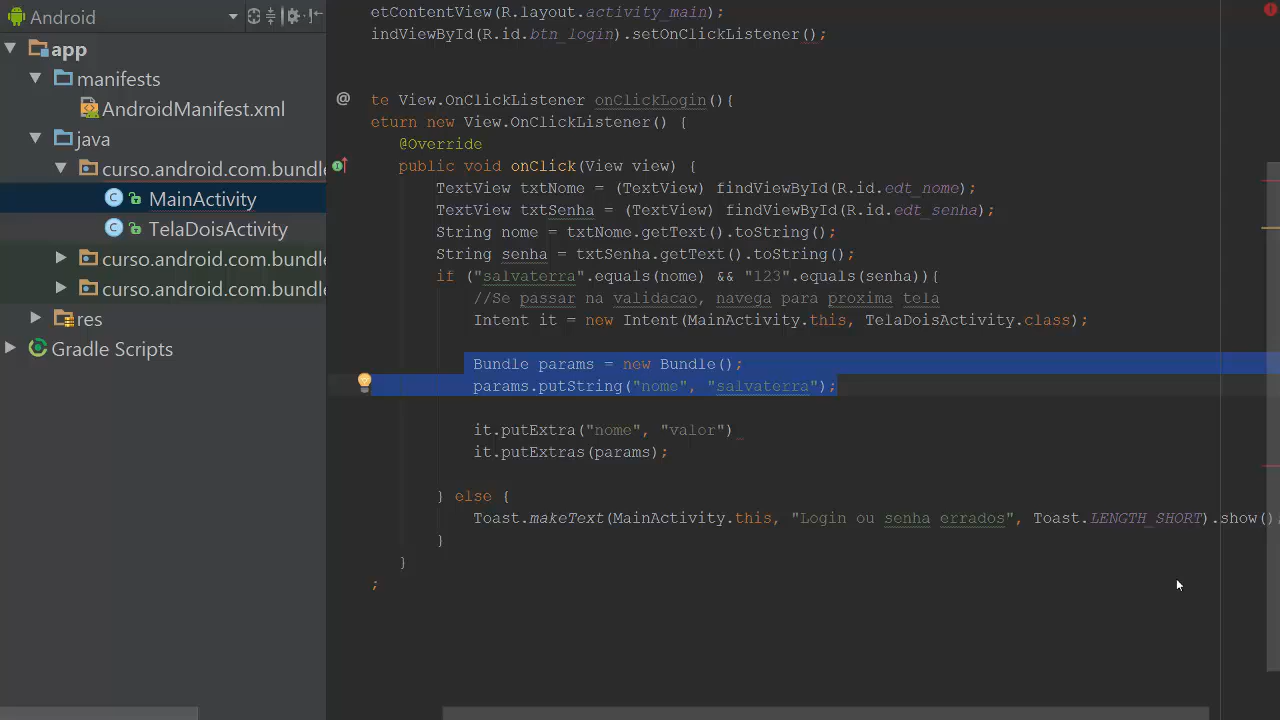 Android
app
manifests
AndroidManifest.xml
java
curso.android.com.bundle
MainActivity
TelaDoisActivity
curso.android.com.bundl
curso.android.com.bundl
res
Gradle Scripts
etContentView(R.layout.activity_main);
indViewById(R.id.btn_login).setOnClickListener();
te View.OnClickListener onClickLogin(){
eturn new View.OnClickListener() {
@Override
public void onClick(View view) {
TextView txtNome = (TextView) findViewById(R.id.edt_nome);
TextView txtSenha = (TextView) findViewById(R.id.edt_senha);
String nome = txtNome.getText().toString();
String senha = txtSenha.getText().toString();
if ("salvaterra".equals(nome) && "123".equals(senha)){
//Se passar na validacao, navega para proxima tela
Intent it = new Intent(MainActivity.this, TelaDoisActivity.class);
Bundle params = new Bundle();
params.putString("nome", "salvaterra");
it.putExtra("nome", "valor")
it.putExtras(params);
} else {
Toast.makeText(MainActivity.this, "Login ou senha errados", Toast.LENGTH_SHORT).show()
}
}
;